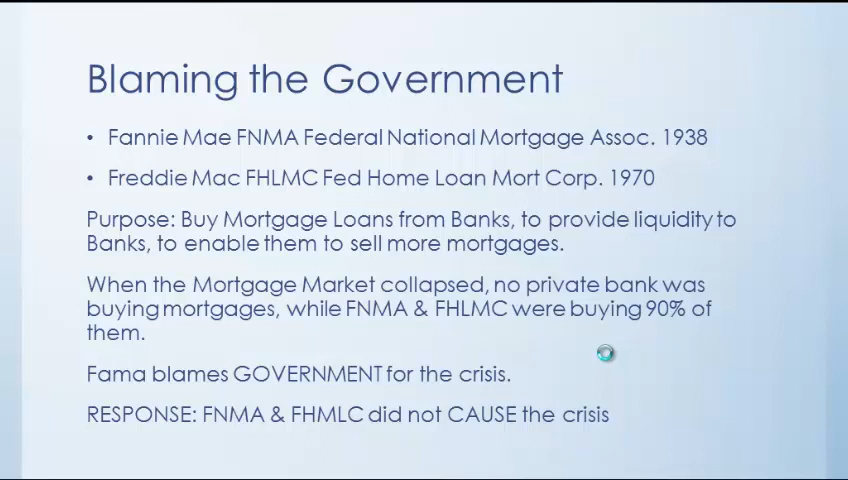 Blaming the Government
• Fannie Mae FNMA Federal National Mortgage Assoc. 1938
• Freddie Mac FHLMC Fed Home Loan Mort Corp. 1970
Purpose: Buy Mortgage Loans from Banks, to provide liquidity to
Banks, to enable them to sell more mortgages.
When the Mortgage Market collapsed, no private bank was
buying mortgages, while FNMA & FHLMC were buying 90% of
them.
Fama blames GOVERNMENT for the crisis.
RESPONSE: FNMA & FHMLC did not CAUSE the crisis